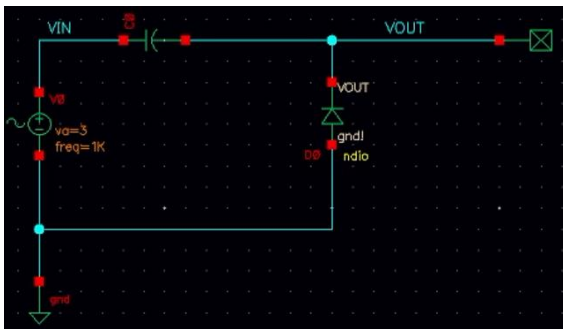 VIN
C0
VOUT
V0
va=3
freq=1K
VOUT
gnd!
D0
ndio
gnd